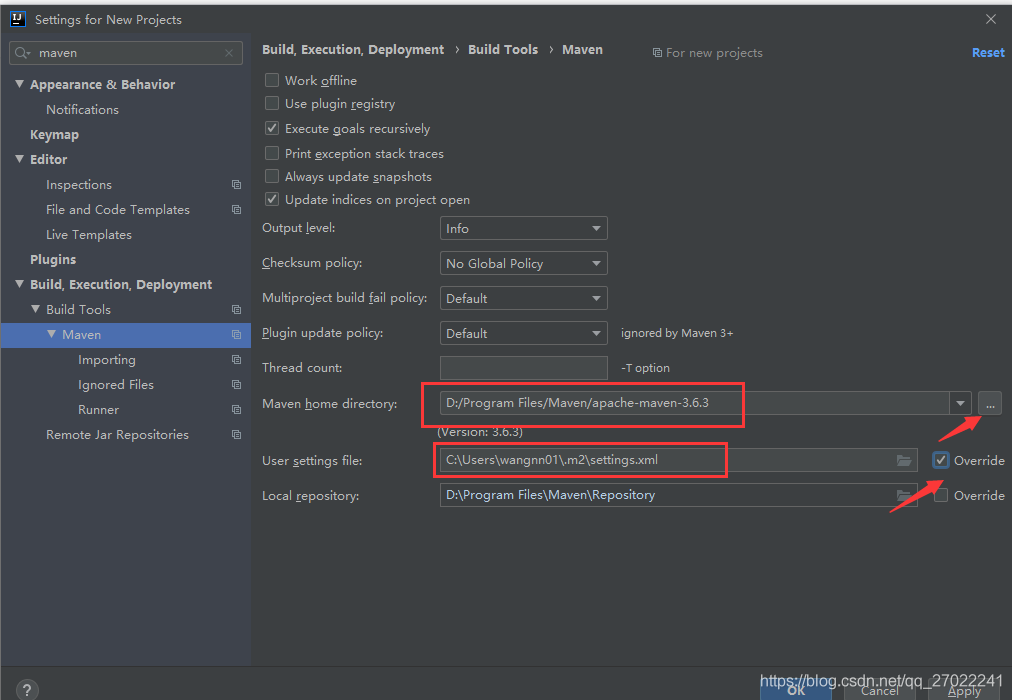 Settings for New Projects
maven
Appearance & Behavior
Notifications
Keymap
Editor
Inspections
File and Code Templates
Live Templates
Plugins
Build, Execution, Deployment
Build Tools
Maven
Importing
Ignored Files
Runner
Remote Jar Repositories
Build, Execution, Deployment › Build Tools › Maven For new projects Reset
Work offline
Use plugin registry
Execute goals recursively
Print exception stack traces
Always update snapshots
Update indices on project open
Output level: Info
Checksum policy: No Global Policy
Multiproject build fail policy: Default
Plugin update policy: Default ignored by Maven 3+
Thread count: -T option
Maven home directory: D:/Program Files/Maven/apache-maven-3.6.3 ...
(Version: 3.6.3)
User settings file: C:\Users\wangnn01\.m2\settings.xml Override
Local repository: D:\Program Files\Maven\Repository Override
?
OK Cancel Apply
https://blog.csdn.net/qq_27022241